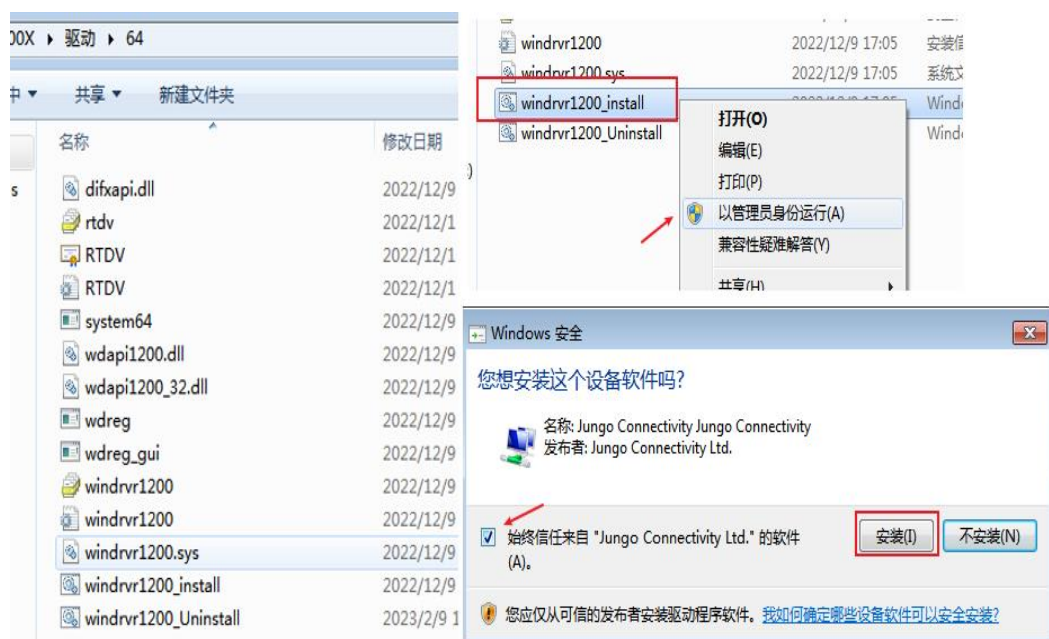 00X ▸ 驱动 ▸ 64
中 ▾ 共享 ▾ 新建文件夹
名称 修改日期
s
difxapi.dll 2022/12/9
rtdv 2022/12/1
RTDV 2022/12/1
RTDV 2022/12/1
system64 2022/12/9
wdapi1200.dll 2022/12/9
wdapi1200_32.dll 2022/12/9
wdreg 2022/12/9
wdreg_gui 2022/12/9
windrvr1200 2022/12/9
windrvr1200 2022/12/9
windrvr1200.sys 2022/12/9
windrvr1200_install 2022/12/9
windrvr1200_Uninstall 2023/2/9 1
windrvr1200 2022/12/9 17:05 安装信
windrvr1200.sys 2022/12/9 17:05 系统文
windrvr1200_install Wind
windrvr1200_Uninstall Wind
)
打开(O)
编辑(E)
打印(P)
以管理员身份运行(A)
兼容性疑难解答(Y)
共享(H)
Windows 安全
您想安装这个设备软件吗?
名称: Jungo Connectivity Jungo Connectivity
发布者: Jungo Connectivity Ltd.
始终信任来自 "Jungo Connectivity Ltd." 的软件
(A)。
安装(I) 不安装(N)
您应仅从可信的发布者安装驱动程序软件。我如何确定哪些设备软件可以安全安装?